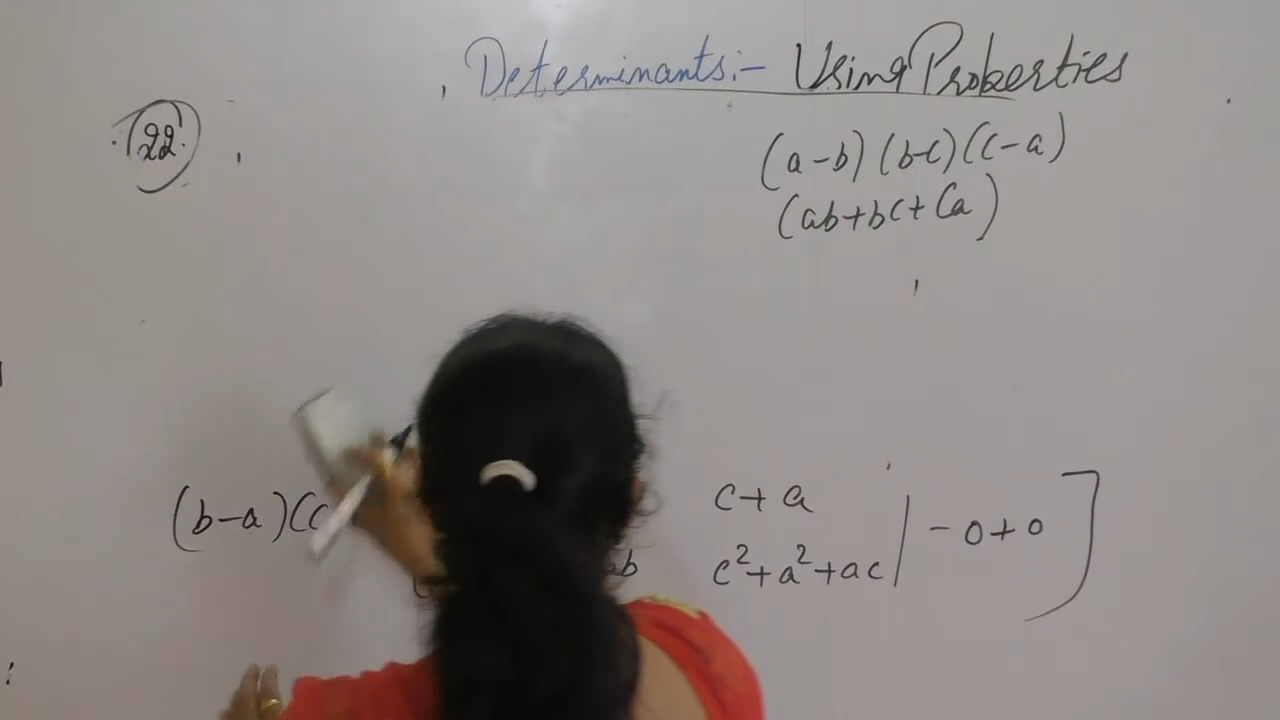 Determinants:- Using Properties
22.
(a-b) (b-c) (c-a)
(ab+bc+ca)
(b-a)(c
c+a
- 0+0 ]
ab
c²+a²+ac |